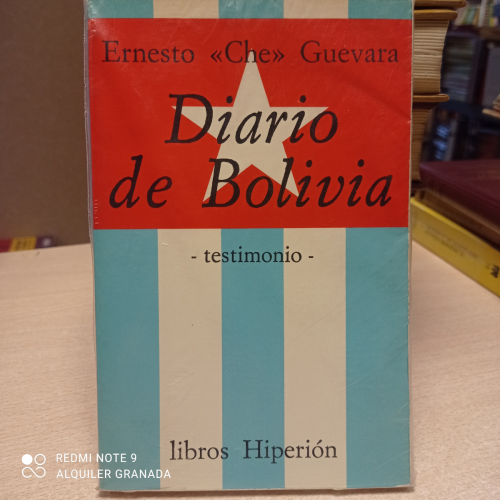 Ernesto «Che» Guevara
Diario
de Bolivia
- testimonio -
libros Hiperión
REDMI NOTE 9
ALQUILER GRANADA